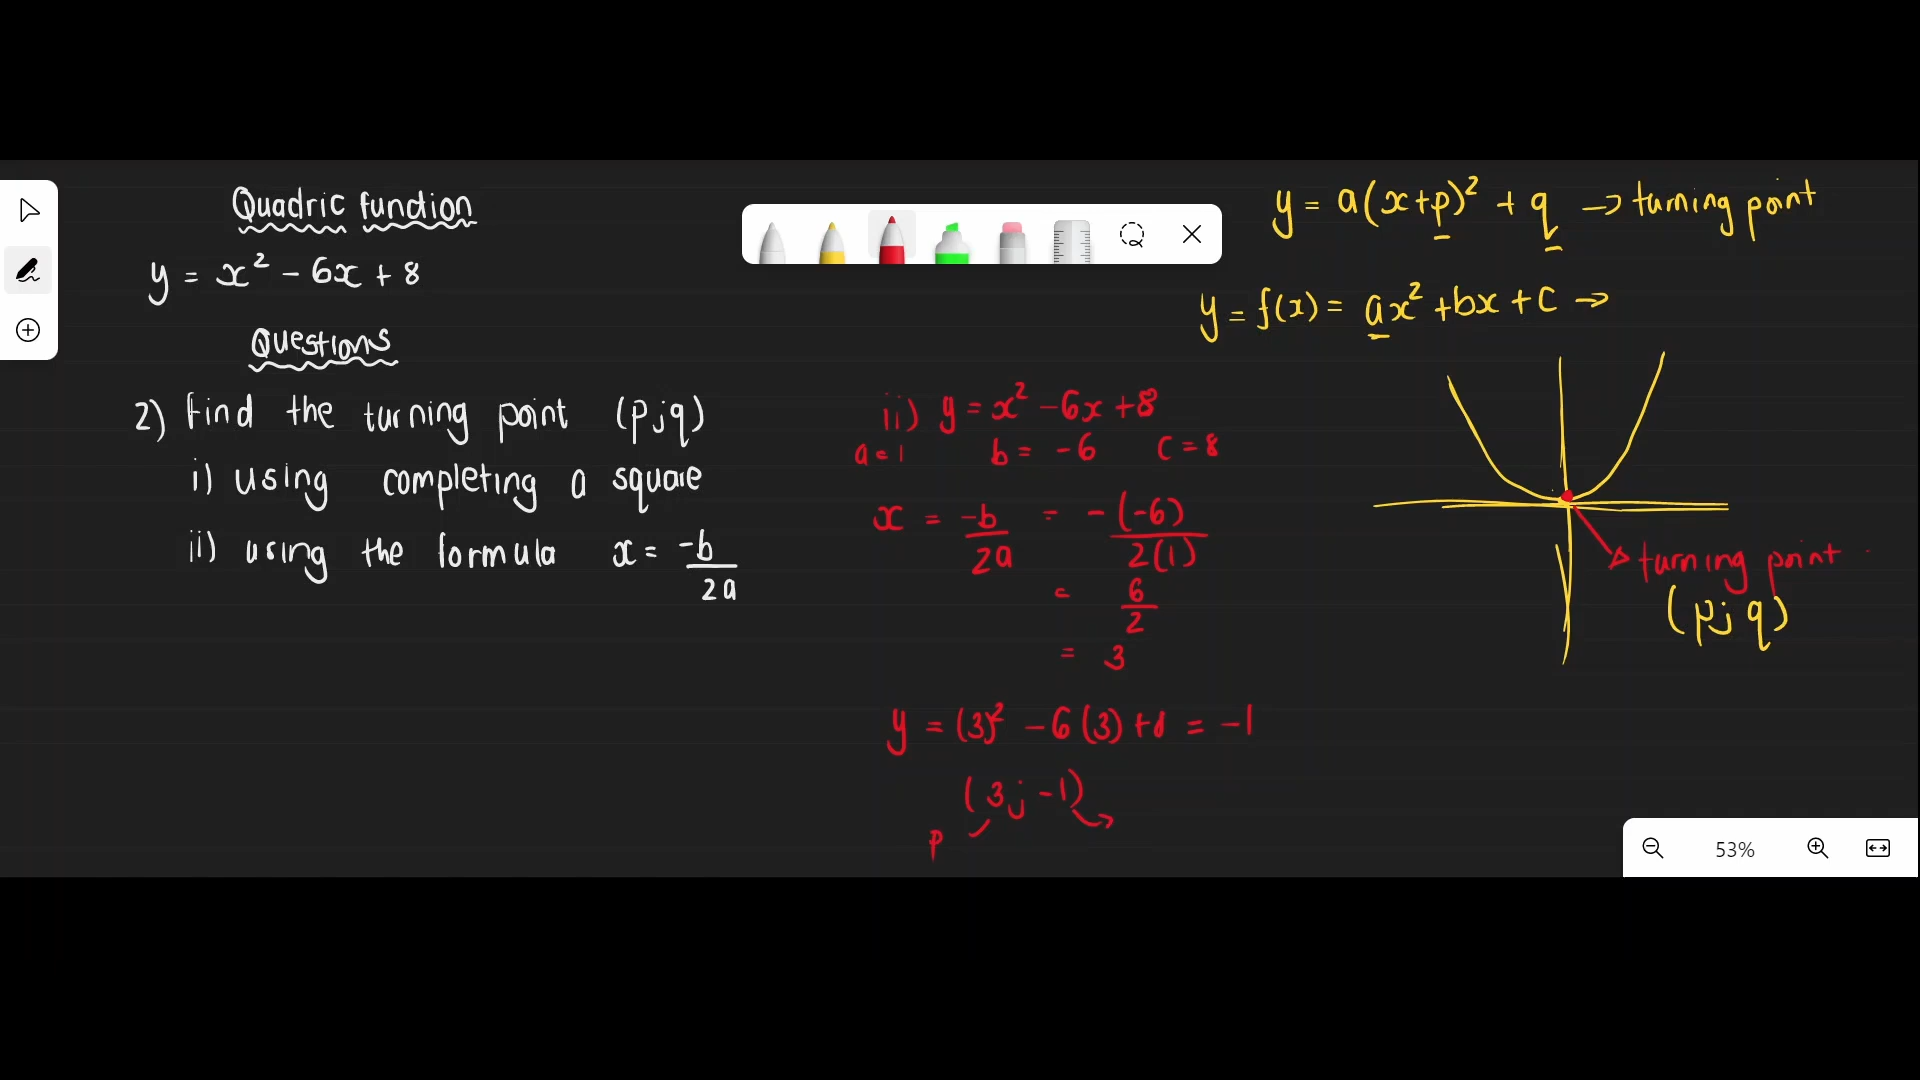 Quadric function
y = x² - 6x + 8
Questions
2) Find the turning point (p;q)
i) using completing a square
ii) using the formula x = -b/2a
ii) y = x² - 6x + 8
a = 1 b = -6 c = 8
x = -b/2a = -(-6)/2(1)
= 6/2
= 3
y = (3)² - 6(3) + 8 = -1
(3; -1)
p
y = a(x+p)² + q → turning point
y = f(x) = ax² + bx + c →
turning point
(p; q)
53%